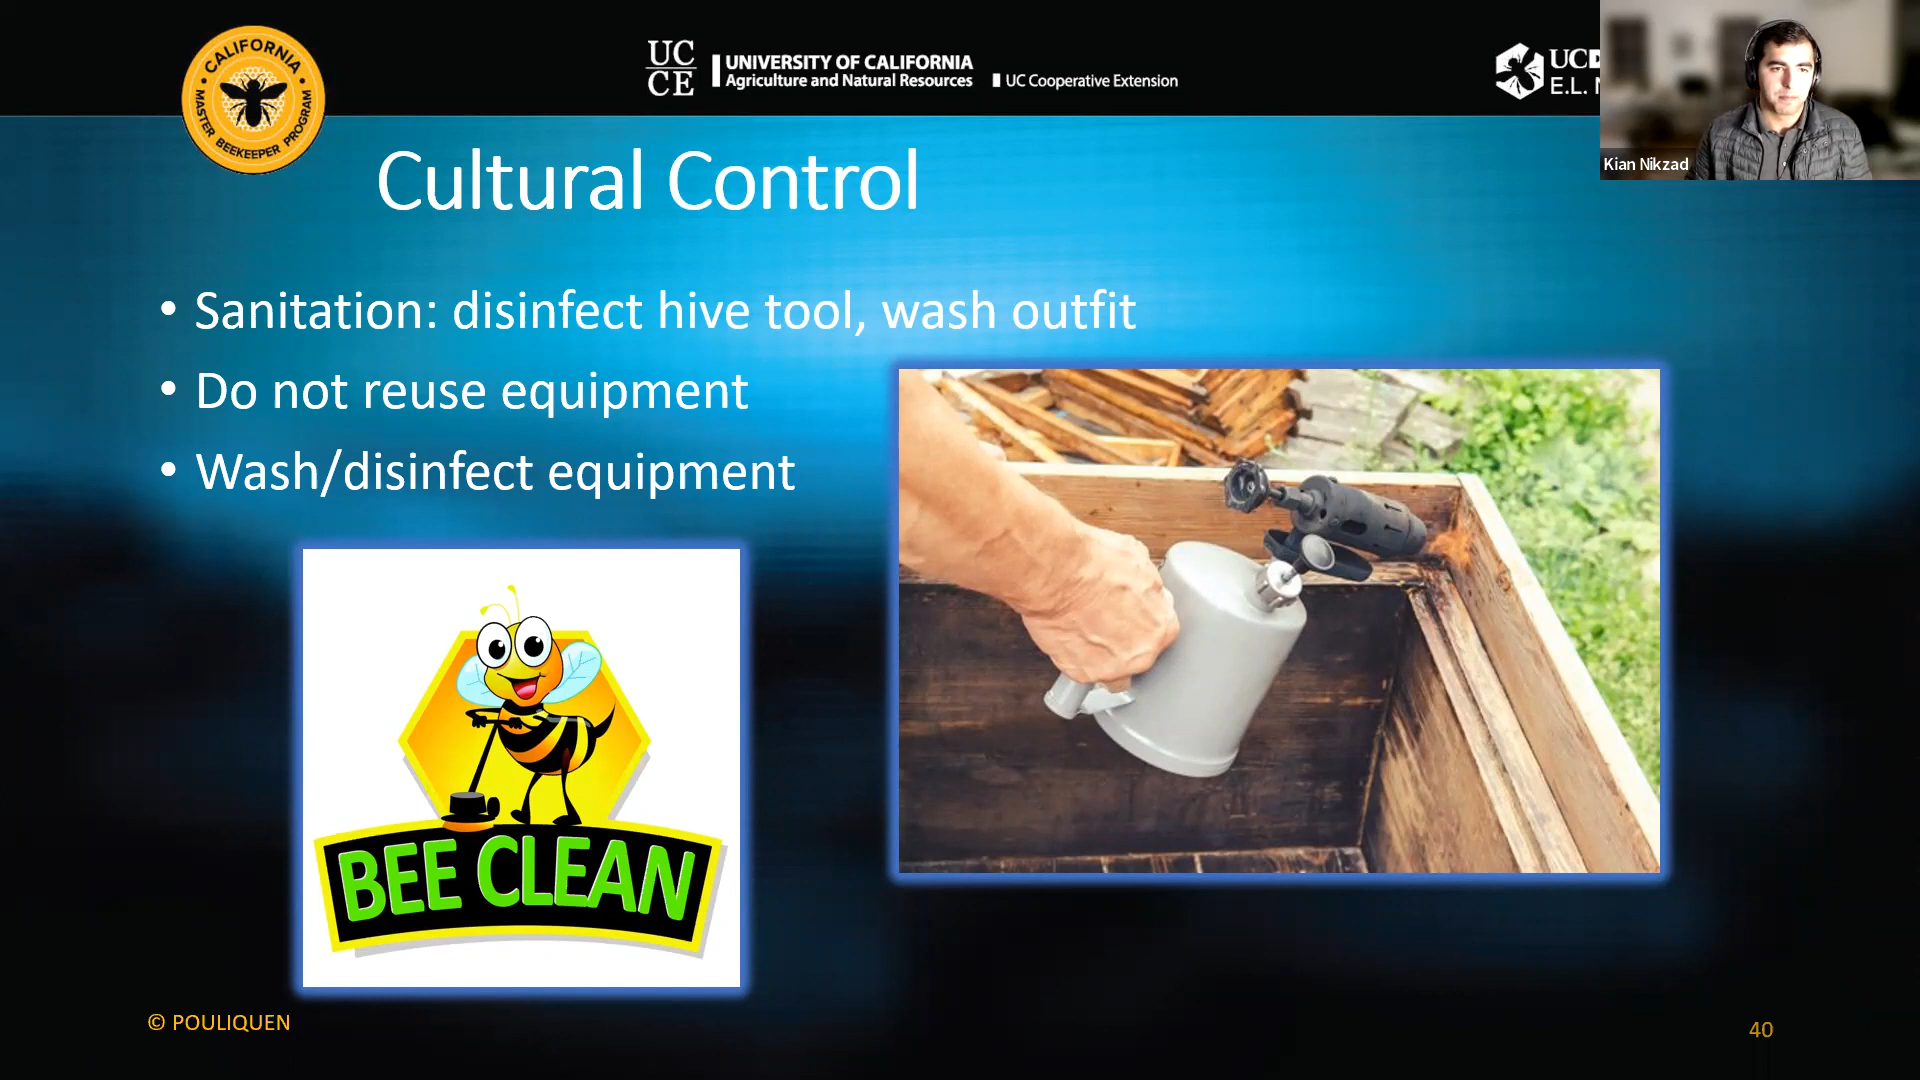 CALIFORNIA
MASTER BEEKEEPER PROGRAM
UC
CE
UNIVERSITY OF CALIFORNIA
Agriculture and Natural Resources
UC Cooperative Extension
E.L.
Kian Nikzad
Cultural Control
• Sanitation: disinfect hive tool, wash outfit
• Do not reuse equipment
• Wash/disinfect equipment
BEE CLEAN
© POULIQUEN
40